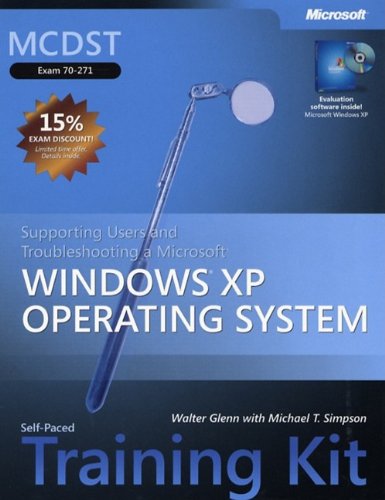 Microsoft®
MCDST
Exam 70-271
Evaluation
software inside!
Microsoft Windows XP
15%
EXAM DISCOUNT!
Limited time offer.
Details inside.
Supporting Users and
Troubleshooting a Microsoft®
WINDOWS® XP
OPERATING SYSTEM
Walter Glenn with Michael T. Simpson
Self-Paced
Training Kit